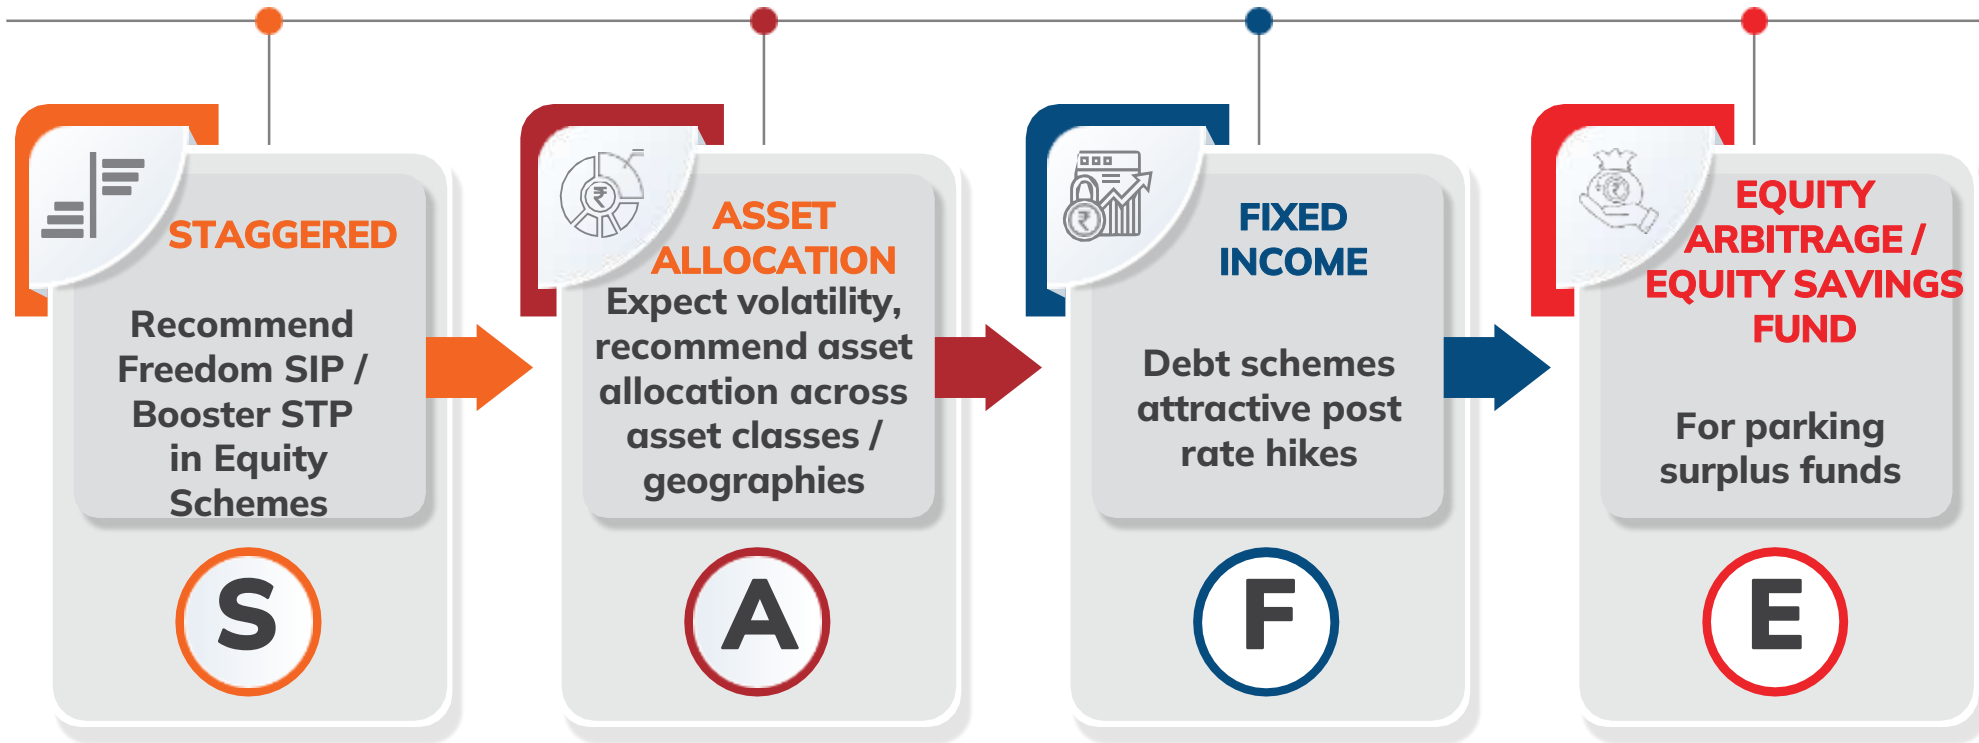 STAGGERED
Recommend
Freedom SIP /
Booster STP
in Equity
Schemes
S
ASSET
ALLOCATION
Expect volatility,
recommend asset
allocation across
asset classes /
geographies
A
FIXED
INCOME
Debt schemes
attractive post
rate hikes
F
EQUITY
ARBITRAGE /
EQUITY SAVINGS
FUND
For parking
surplus funds
E